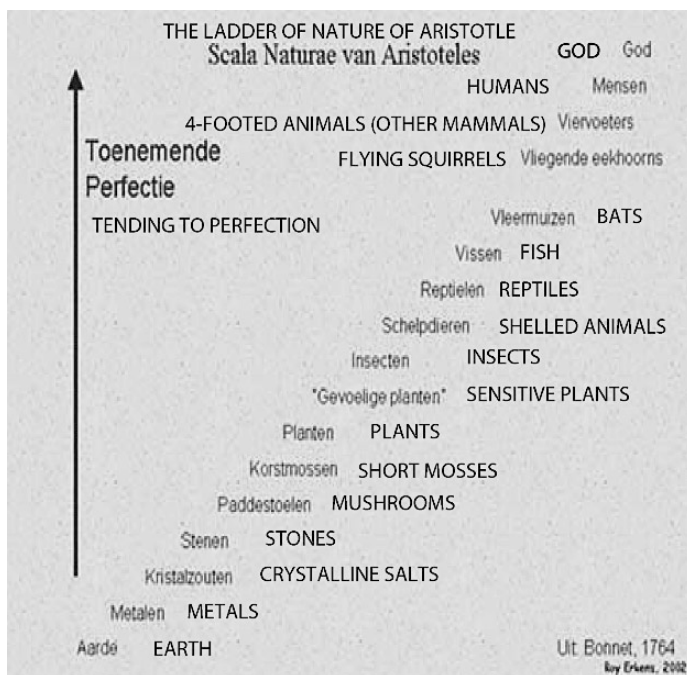 THE LADDER OF NATURE OF ARISTOTLE
Scala Naturae van Aristoteles
GOD God
HUMANS Mensen
4-FOOTED ANIMALS (OTHER MAMMALS) Viervoeters
Toenemende
Perfectie
FLYING SQUIRRELS Vliegende eekhoorns
TENDING TO PERFECTION
Vleermuizen BATS
Vissen FISH
Reptielen REPTILES
Schelpdieren SHELLED ANIMALS
Insecten INSECTS
"Gevoelige planten" SENSITIVE PLANTS
Planten PLANTS
Korstmossen SHORT MOSSES
Paddestoelen MUSHROOMS
Stenen STONES
Kristalzouten CRYSTALLINE SALTS
Metalen METALS
Aarde EARTH
Uit: Bonnet, 1764
Roy Erkens, 2002